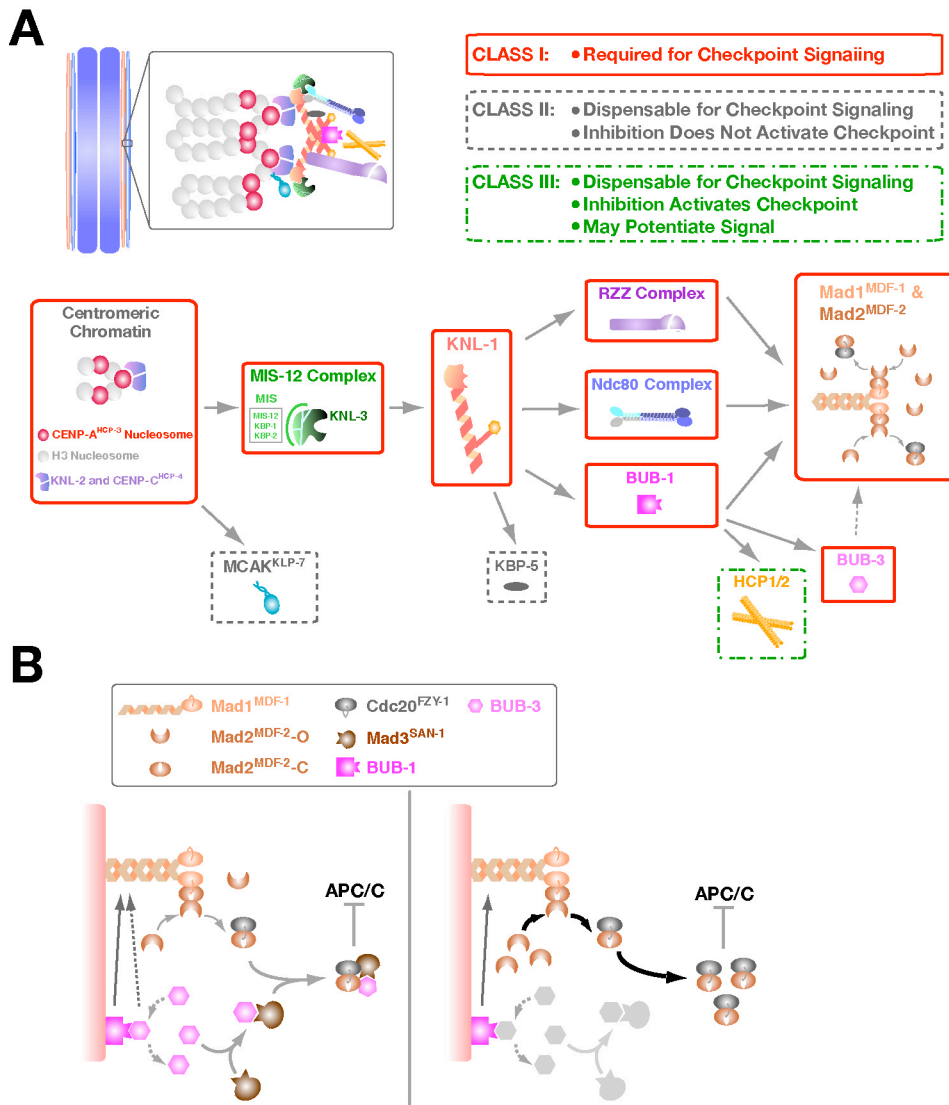 A
CLASS I: • Required for Checkpoint Signaiing
CLASS II: • Dispensable for Checkpoint Signaling
• Inhibition Does Not Activate Checkpoint
CLASS III: • Dispensable for Checkpoint Signaling
• Inhibition Activates Checkpoint
• May Potentiate Signal
Centromeric
Chromatin
CENP-A^HCP-3 Nucleosome
H3 Nucleosome
KNL-2 and CENP-C^HCP-4
MIS-12 Complex
MIS
MIS-12
KBP-1
KBP-2
KNL-3
KNL-1
RZZ Complex
Ndc80 Complex
BUB-1
Mad1^MDF-1 &
Mad2^MDF-2
MCAK^KLP-7
KBP-5
HCP1/2
BUB-3
B
Mad1^MDF-1
Mad2^MDF-2-O
Mad2^MDF-2-C
Cdc20^FZY-1
Mad3^SAN-1
BUB-1
BUB-3
APC/C
APC/C